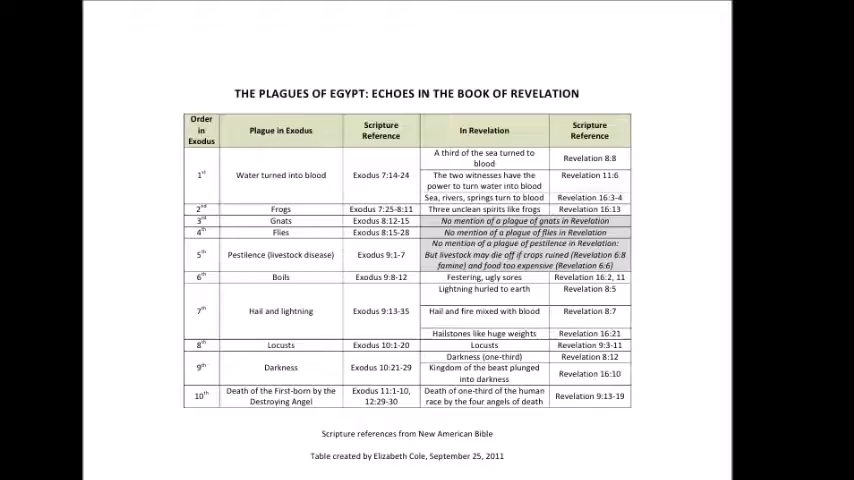 THE PLAGUES OF EGYPT: ECHOES IN THE BOOK OF REVELATION
Order in Exodus | Plague in Exodus | Scripture Reference | In Revelation | Scripture Reference
1st | Water turned into blood | Exodus 7:14-24 | A third of the sea turned to blood | Revelation 8:8
The two witnesses have the power to turn water into blood | Revelation 11:6
Sea, rivers, springs turn to blood | Revelation 16:3-4
2nd | Frogs | Exodus 7:25-8:11 | Three unclean spirits like frogs | Revelation 16:13
3rd | Gnats | Exodus 8:12-15 | No mention of a plague of gnats in Revelation
4th | Flies | Exodus 8:15-28 | No mention of a plague of flies in Revelation
5th | Pestilence (livestock disease) | Exodus 9:1-7 | No mention of a plague of pestilence in Revelation: But livestock may die off if crops ruined (Revelation 6:8 famine) and food too expensive (Revelation 6:6)
6th | Boils | Exodus 9:8-12 | Festering, ugly sores | Revelation 16:2, 11
7th | Hail and lightning | Exodus 9:13-35 | Lightning hurled to earth | Revelation 8:5
Hail and fire mixed with blood | Revelation 8:7
Hailstones like huge weights | Revelation 16:21
8th | Locusts | Exodus 10:1-20 | Locusts | Revelation 9:3-11
9th | Darkness | Exodus 10:21-29 | Darkness (one-third) | Revelation 8:12
Kingdom of the beast plunged into darkness | Revelation 16:10
10th | Death of the First-born by the Destroying Angel | Exodus 11:1-10, 12:29-30 | Death of one-third of the human race by the four angels of death | Revelation 9:13-19
Scripture references from New American Bible
Table created by Elizabeth Cole, September 25, 2011